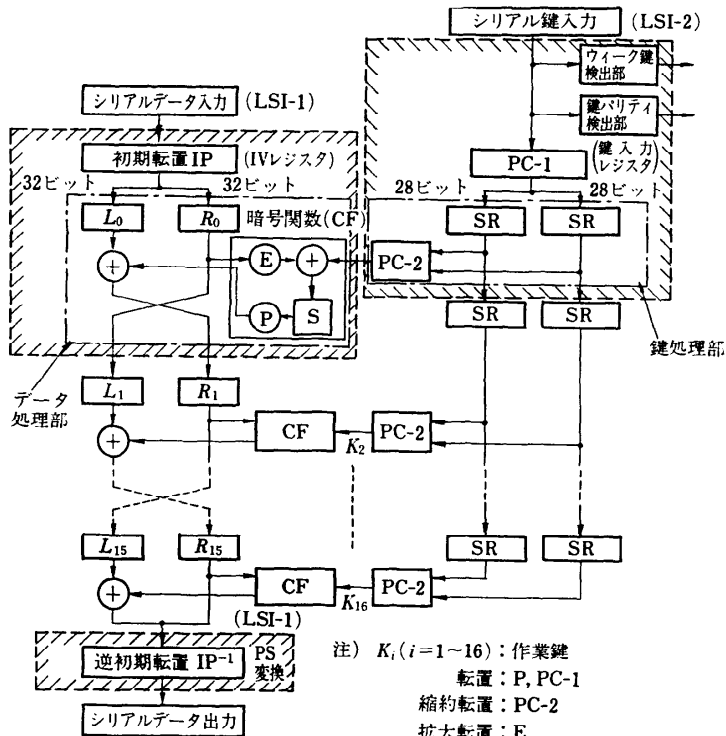 シリアル鍵入力 (LSI-2)
ウィーク鍵
検出部
鍵パリティ
検出部
PC-1
(鍵入力
レジスタ)
28ビット
28ビット
SR
SR
PC-2
SR
SR
鍵処理部
シリアルデータ入力 (LSI-1)
初期転置 IP (IVレジスタ)
32ビット
32ビット
L₀
R₀
暗号関数(CF)
E
+
+
P
S
データ
処理部
L₁
R₁
+
CF
K₂
PC-2
L₁₅
R₁₅
SR
SR
+
CF
K₁₆
PC-2
(LSI-1)
逆初期転置 IP⁻¹
PS
変換
シリアルデータ出力
注) Kᵢ(i=1~16):作業鍵
転置:P, PC-1
縮約転置:PC-2
拡大転置:E